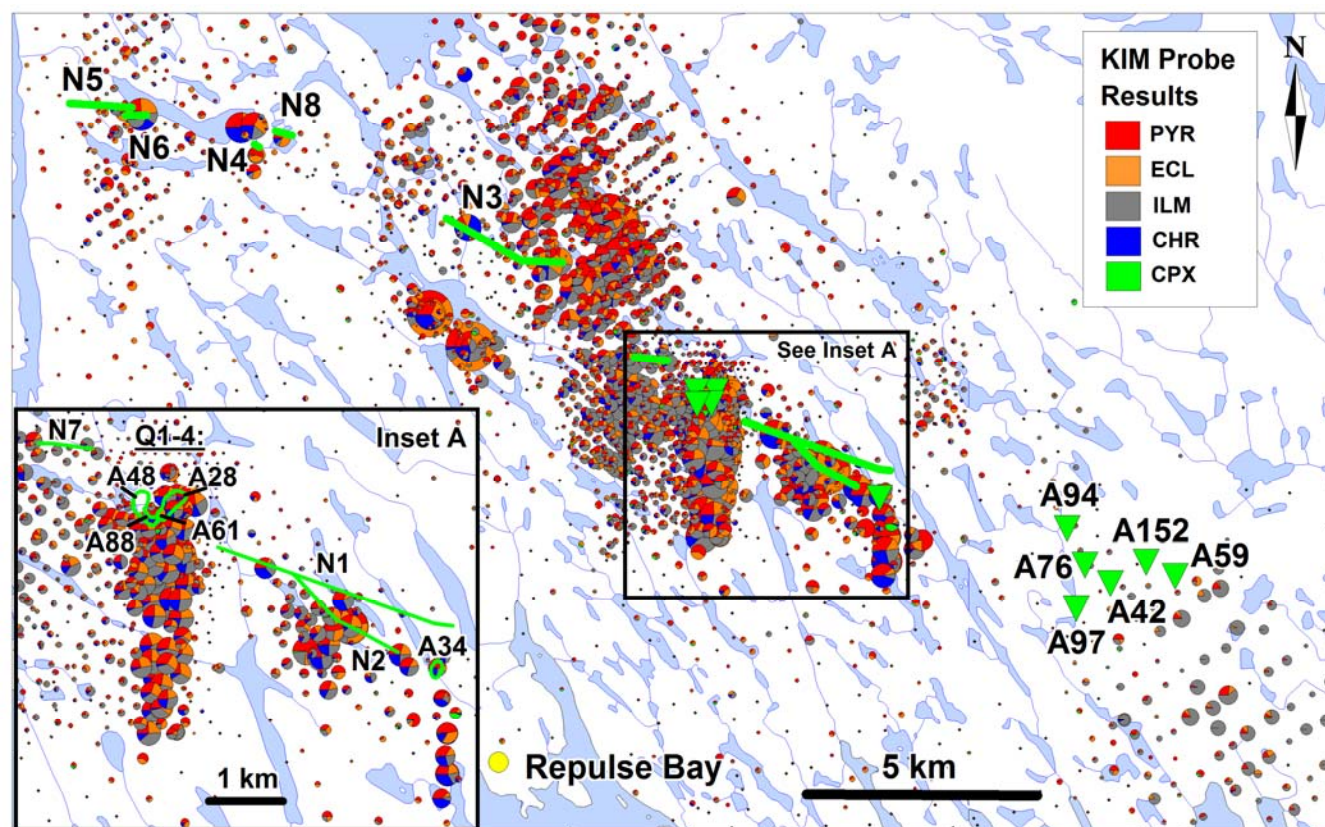 N5
N6
N4
N8
N3
KIM Probe
Results
PYR
ECL
ILM
CHR
CPX
N
See Inset A
Inset A
N7
Q1-4:
A48
A28
A88
A61
N1
N2
A34
1 km
A94
A152
A76
A59
A42
A97
Repulse Bay
5 km